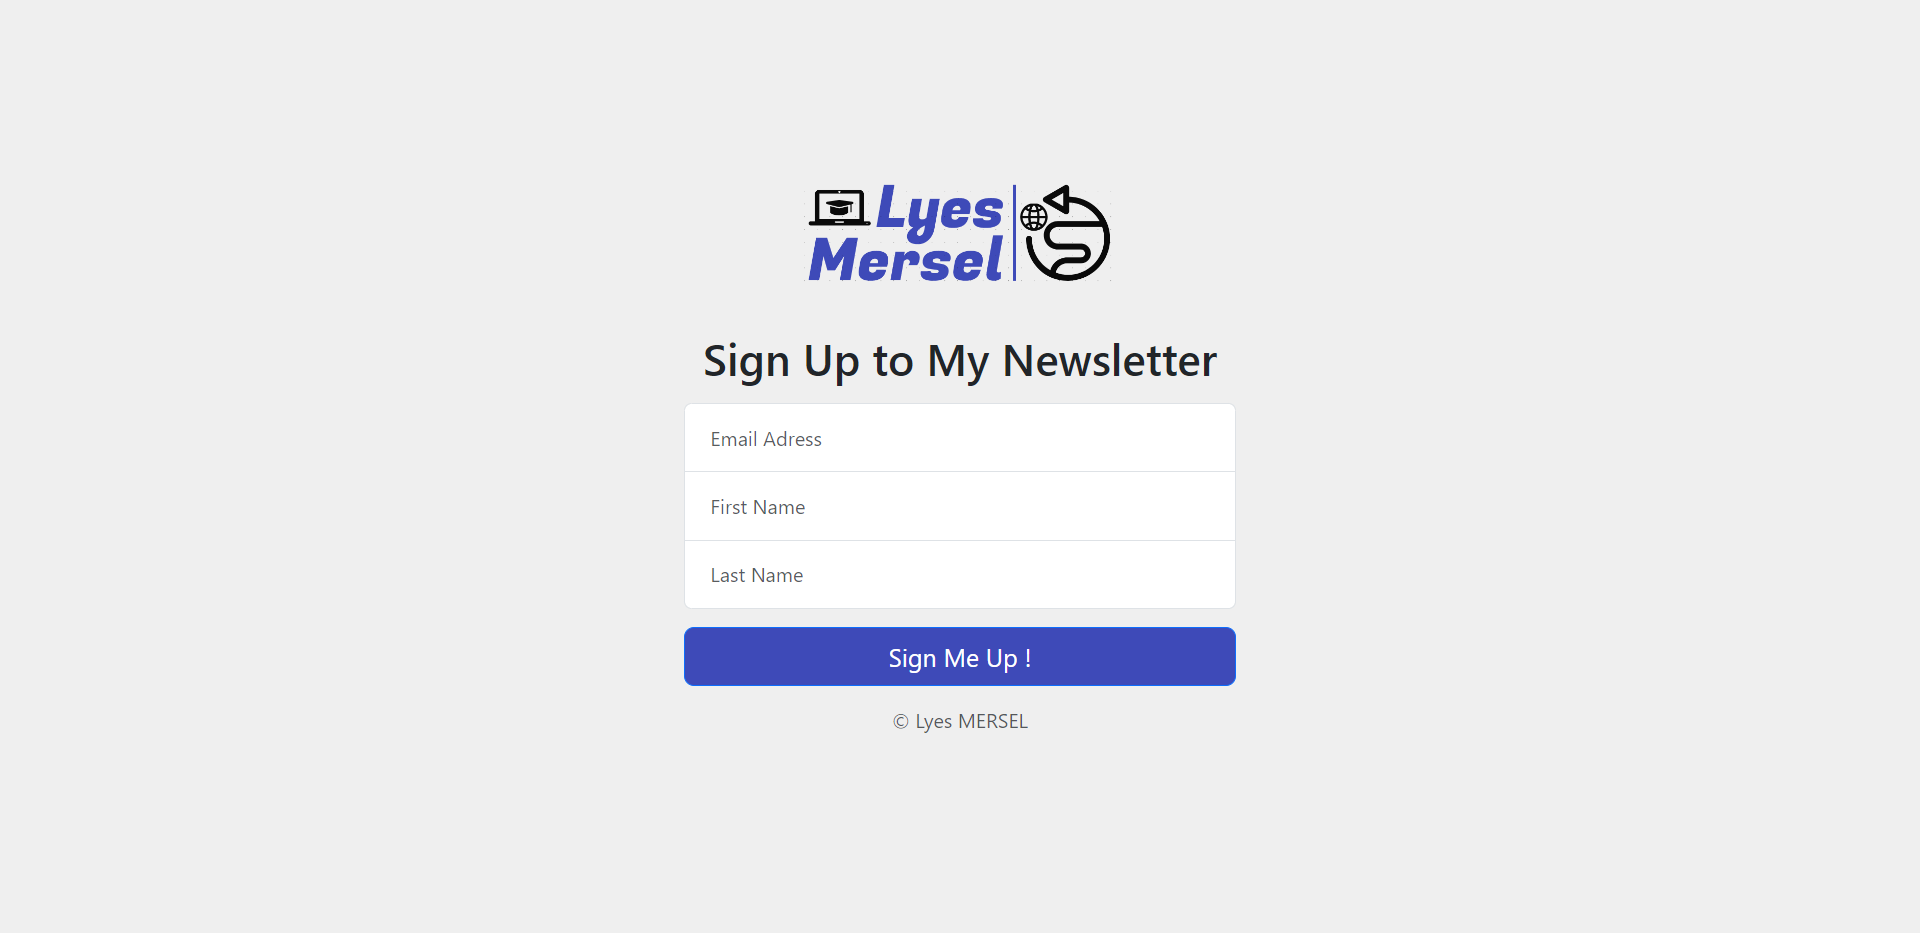 Lyes
Mersel
Sign Up to My Newsletter
Email Adress
First Name
Last Name
Sign Me Up !
© Lyes MERSEL